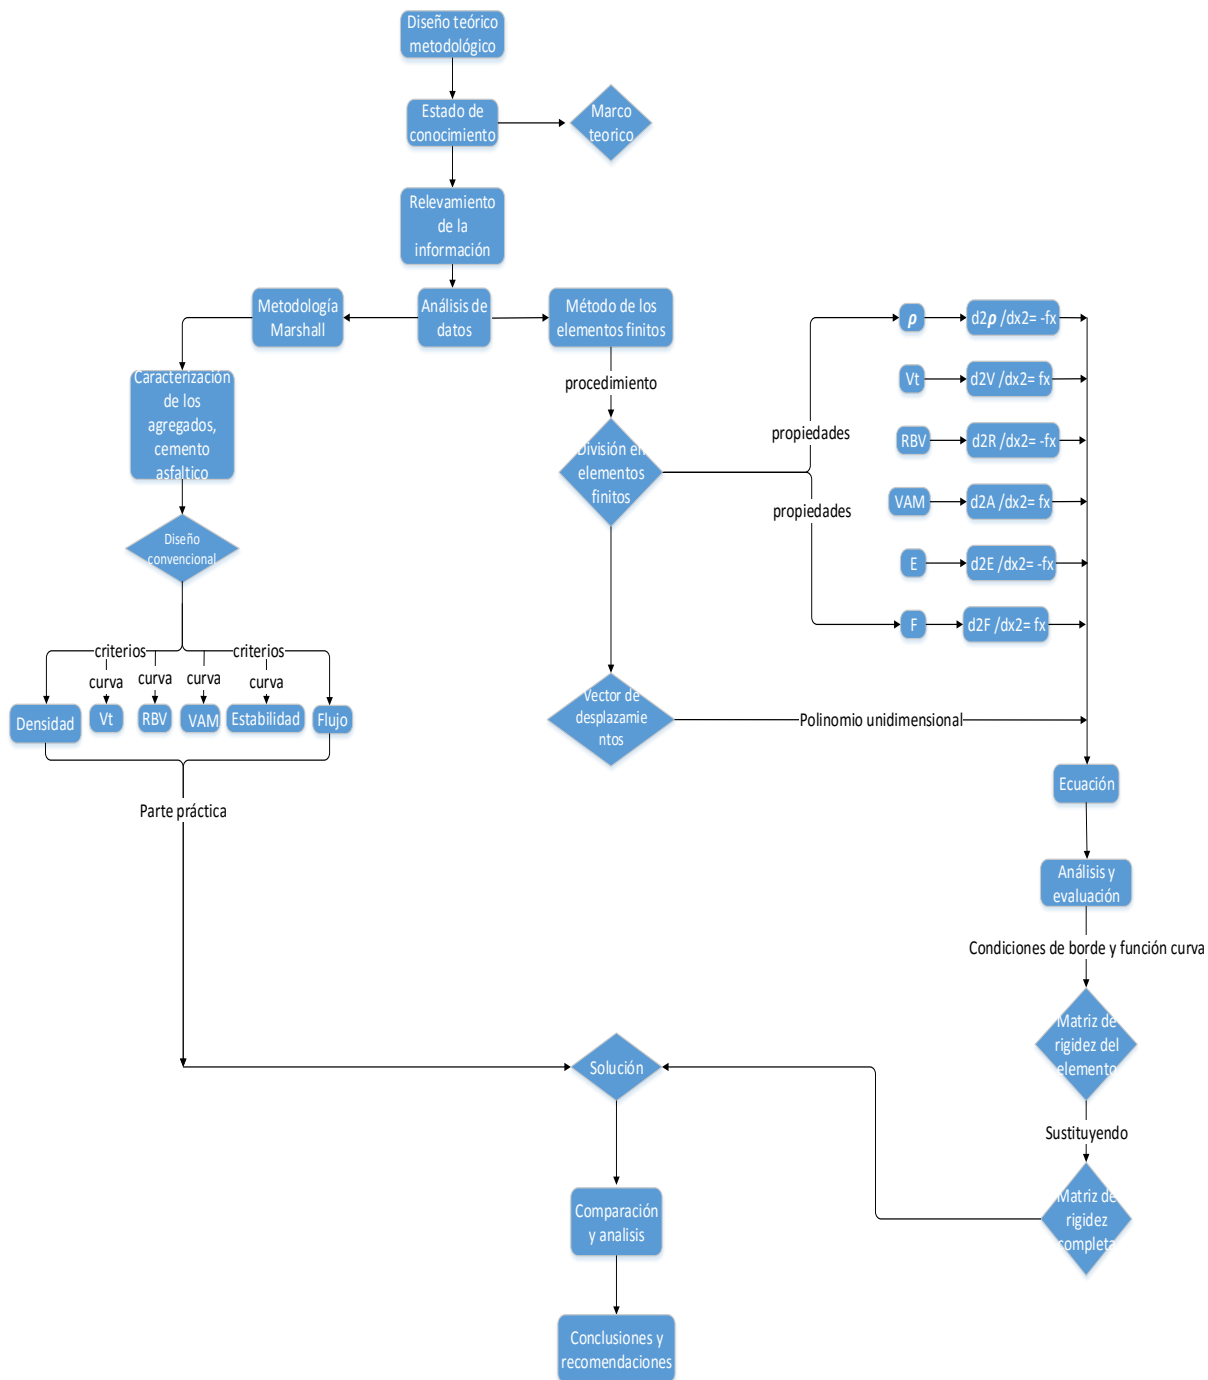 Diseño teórico
metodológico
Estado de
conocimiento
Marco
teorico
Relevamiento
de la
información
Metodología
Marshall
Análisis de
datos
Método de los
elementos finitos
Caracterización
de los
agregados,
cemento
asfaltico
procedimiento
División en
elementos
finitos
propiedades
propiedades
ρ
d2ρ /dx2= -fx
Vt
d2V /dx2= fx
RBV
d2R /dx2= -fx
VAM
d2A /dx2= fx
E
d2E /dx2= -fx
F
d2F /dx2= fx
Diseño
convencional
criterios
criterios
curva
curva
curva
curva
Densidad
Vt
RBV
VAM
Estabilidad
Flujo
Vector de
desplazamie
ntos
Polinomio unidimensional
Ecuación
Parte práctica
Análisis y
evaluación
Condiciones de borde y función curva
Matriz de
rigidez del
elemento
Solución
Sustituyendo
Matriz de
rigidez
completa
Comparación
y analisis
Conclusiones y
recomendaciones